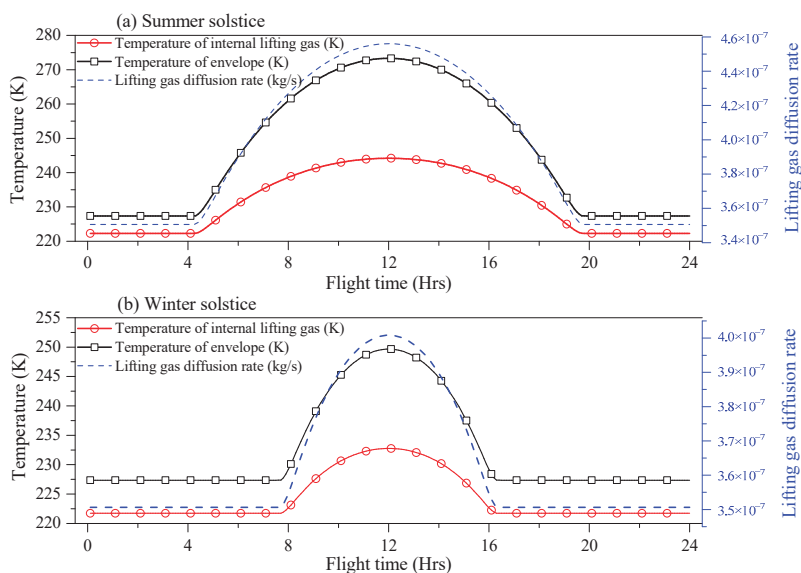 (a) Summer solstice
280
270
260
250
240
230
220
Temperature (K)
Temperature of internal lifting gas (K)
Temperature of envelope (K)
Lifting gas diffusion rate (kg/s)
4.6×10⁻⁷
4.4×10⁻⁷
4.3×10⁻⁷
4.1×10⁻⁷
3.9×10⁻⁷
3.8×10⁻⁷
3.6×10⁻⁷
3.4×10⁻⁷
Lifting gas diffusion rate
0 4 8 12 16 20 24
Flight time (Hrs)
(b) Winter solstice
255
250
245
240
235
230
225
220
Temperature (K)
Temperature of internal lifting gas (K)
Temperature of envelope (K)
Lifting gas diffusion rate (kg/s)
4.0×10⁻⁷
3.9×10⁻⁷
3.8×10⁻⁷
3.7×10⁻⁷
3.6×10⁻⁷
3.5×10⁻⁷
Lifting gas diffusion rate
0 4 8 12 16 20 24
Flight time (Hrs)